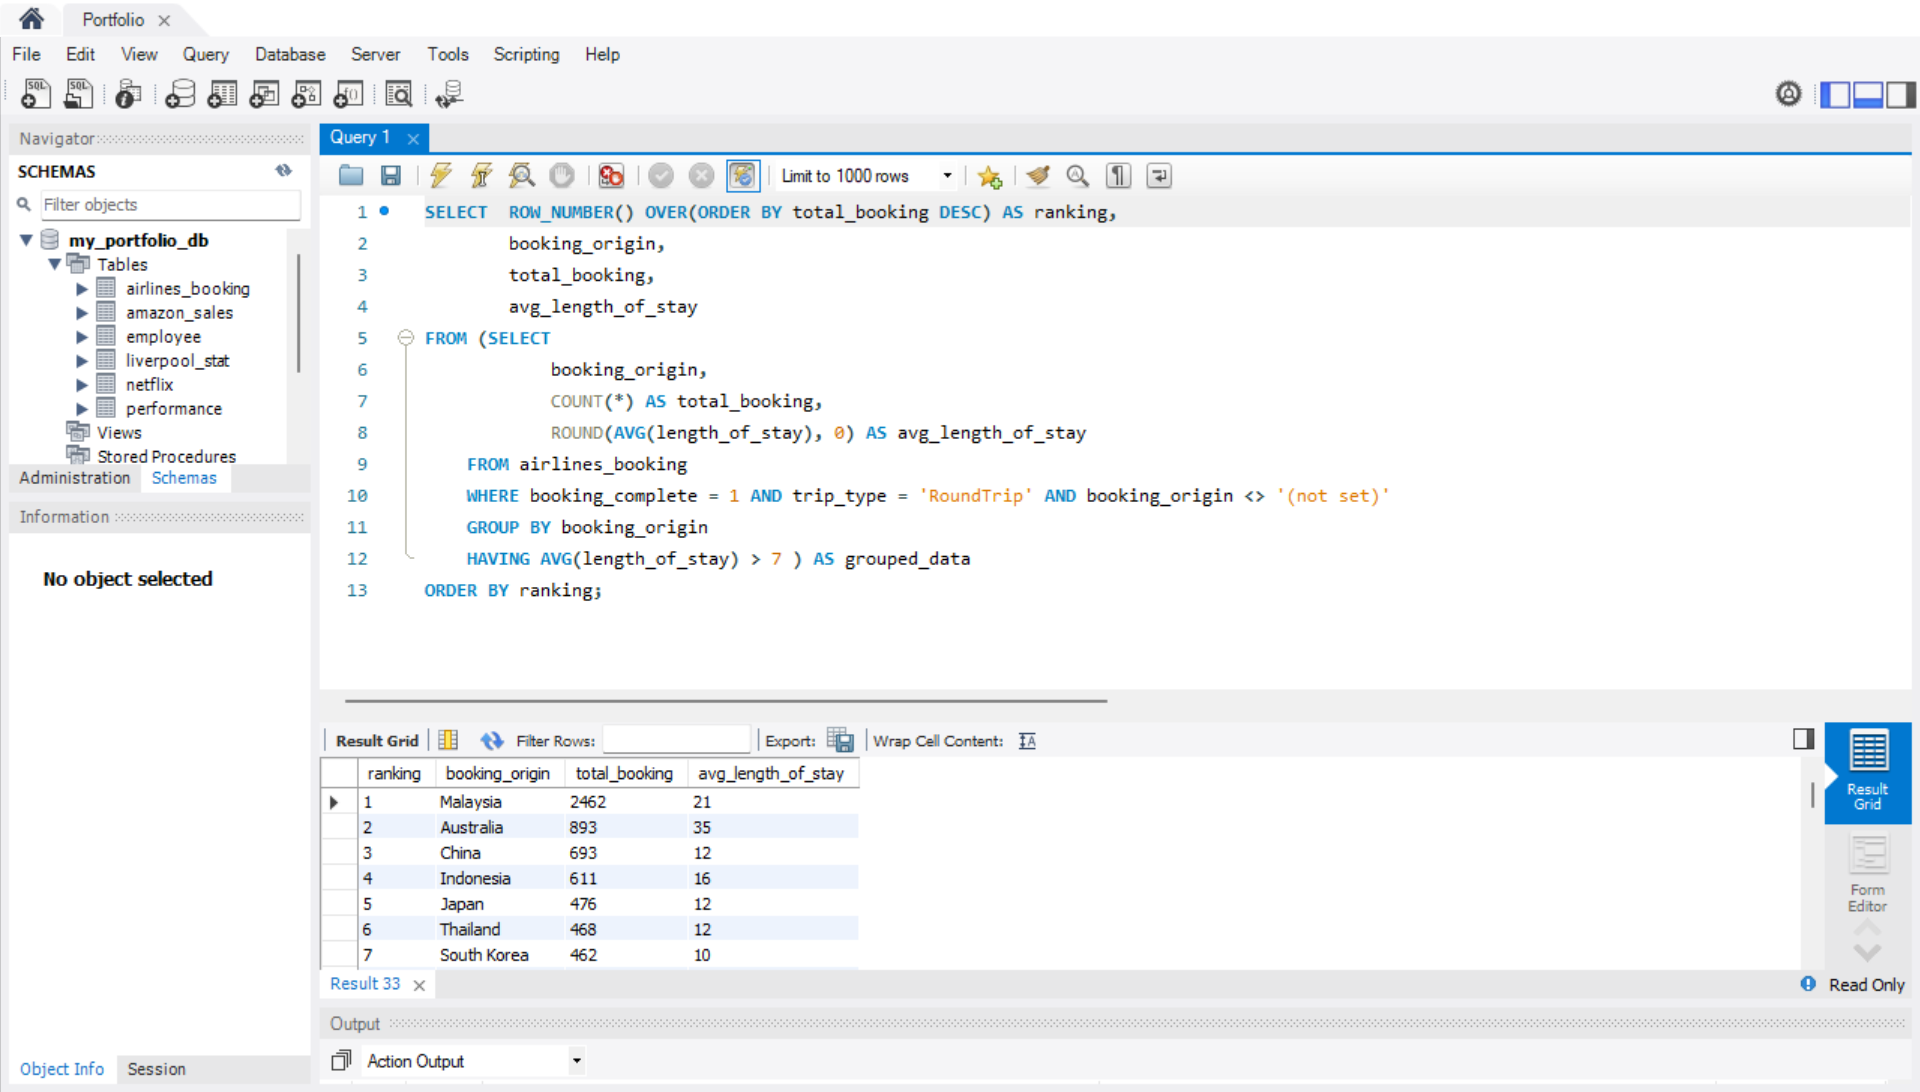 Portfolio
File Edit View Query Database Server Tools Scripting Help
Navigator
SCHEMAS
Filter objects
my_portfolio_db
Tables
airlines_booking
amazon_sales
employee
liverpool_stat
netflix
performance
Views
Stored Procedures
Administration Schemas
Information
No object selected
Object Info Session
Query 1
Limit to 1000 rows
1 SELECT ROW_NUMBER() OVER(ORDER BY total_booking DESC) AS ranking,
2 booking_origin,
3 total_booking,
4 avg_length_of_stay
5 FROM (SELECT
6 booking_origin,
7 COUNT(*) AS total_booking,
8 ROUND(AVG(length_of_stay), 0) AS avg_length_of_stay
9 FROM airlines_booking
10 WHERE booking_complete = 1 AND trip_type = 'RoundTrip' AND booking_origin <> '(not set)'
11 GROUP BY booking_origin
12 HAVING AVG(length_of_stay) > 7 ) AS grouped_data
13 ORDER BY ranking;
Result Grid Filter Rows: Export: Wrap Cell Content:
ranking booking_origin total_booking avg_length_of_stay
1 Malaysia 2462 21
2 Australia 893 35
3 China 693 12
4 Indonesia 611 16
5 Japan 476 12
6 Thailand 468 12
7 South Korea 462 10
Result
Grid
Form
Editor
Result 33
Read Only
Output
Action Output